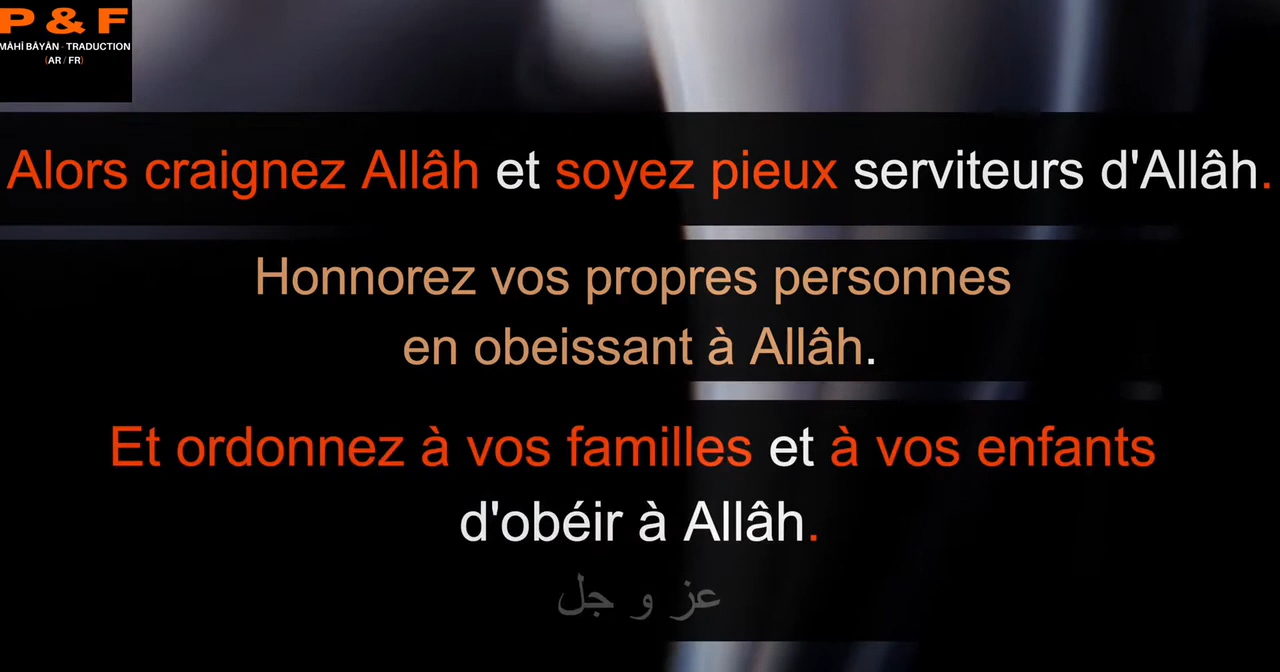 P & F
MÂHÎ BÂYÂN - TRADUCTION
(AR / FR)
Alors craignez Allâh et soyez pieux serviteurs d'Allâh.
Honnorez vos propres personnes
en obeissant à Allâh.
Et ordonnez à vos familles et à vos enfants
d'obéir à Allâh.
عز و جل